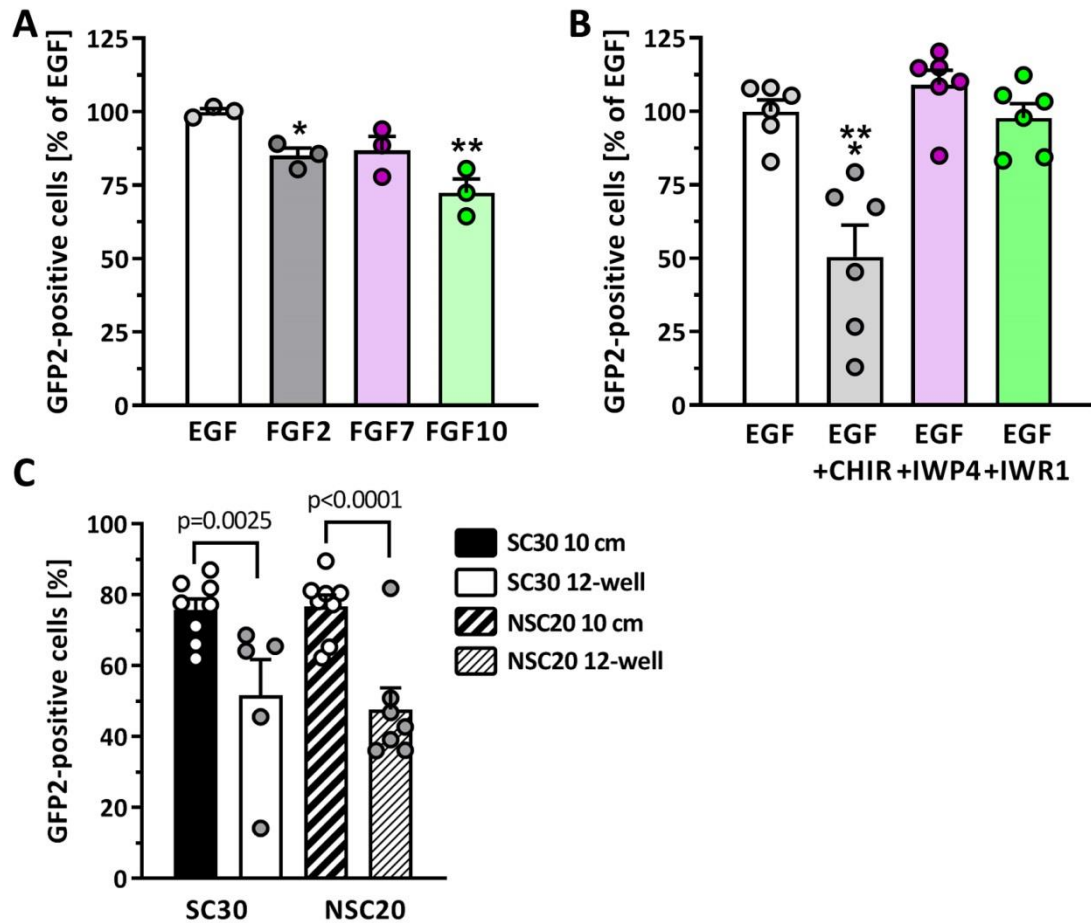 A
GFP2-positive cells [% of EGF]
125
100
75
50
25
0
*
**
EGF FGF2 FGF7 FGF10
B
GFP2-positive cells [% of EGF]
125
100
75
50
25
0
**
*
EGF EGF EGF EGF
+CHIR +IWP4 +IWR1
C
GFP2-positive cells [%]
100
80
60
40
20
0
p=0.0025
p<0.0001
SC30 NSC20
SC30 10 cm
SC30 12-well
NSC20 10 cm
NSC20 12-well